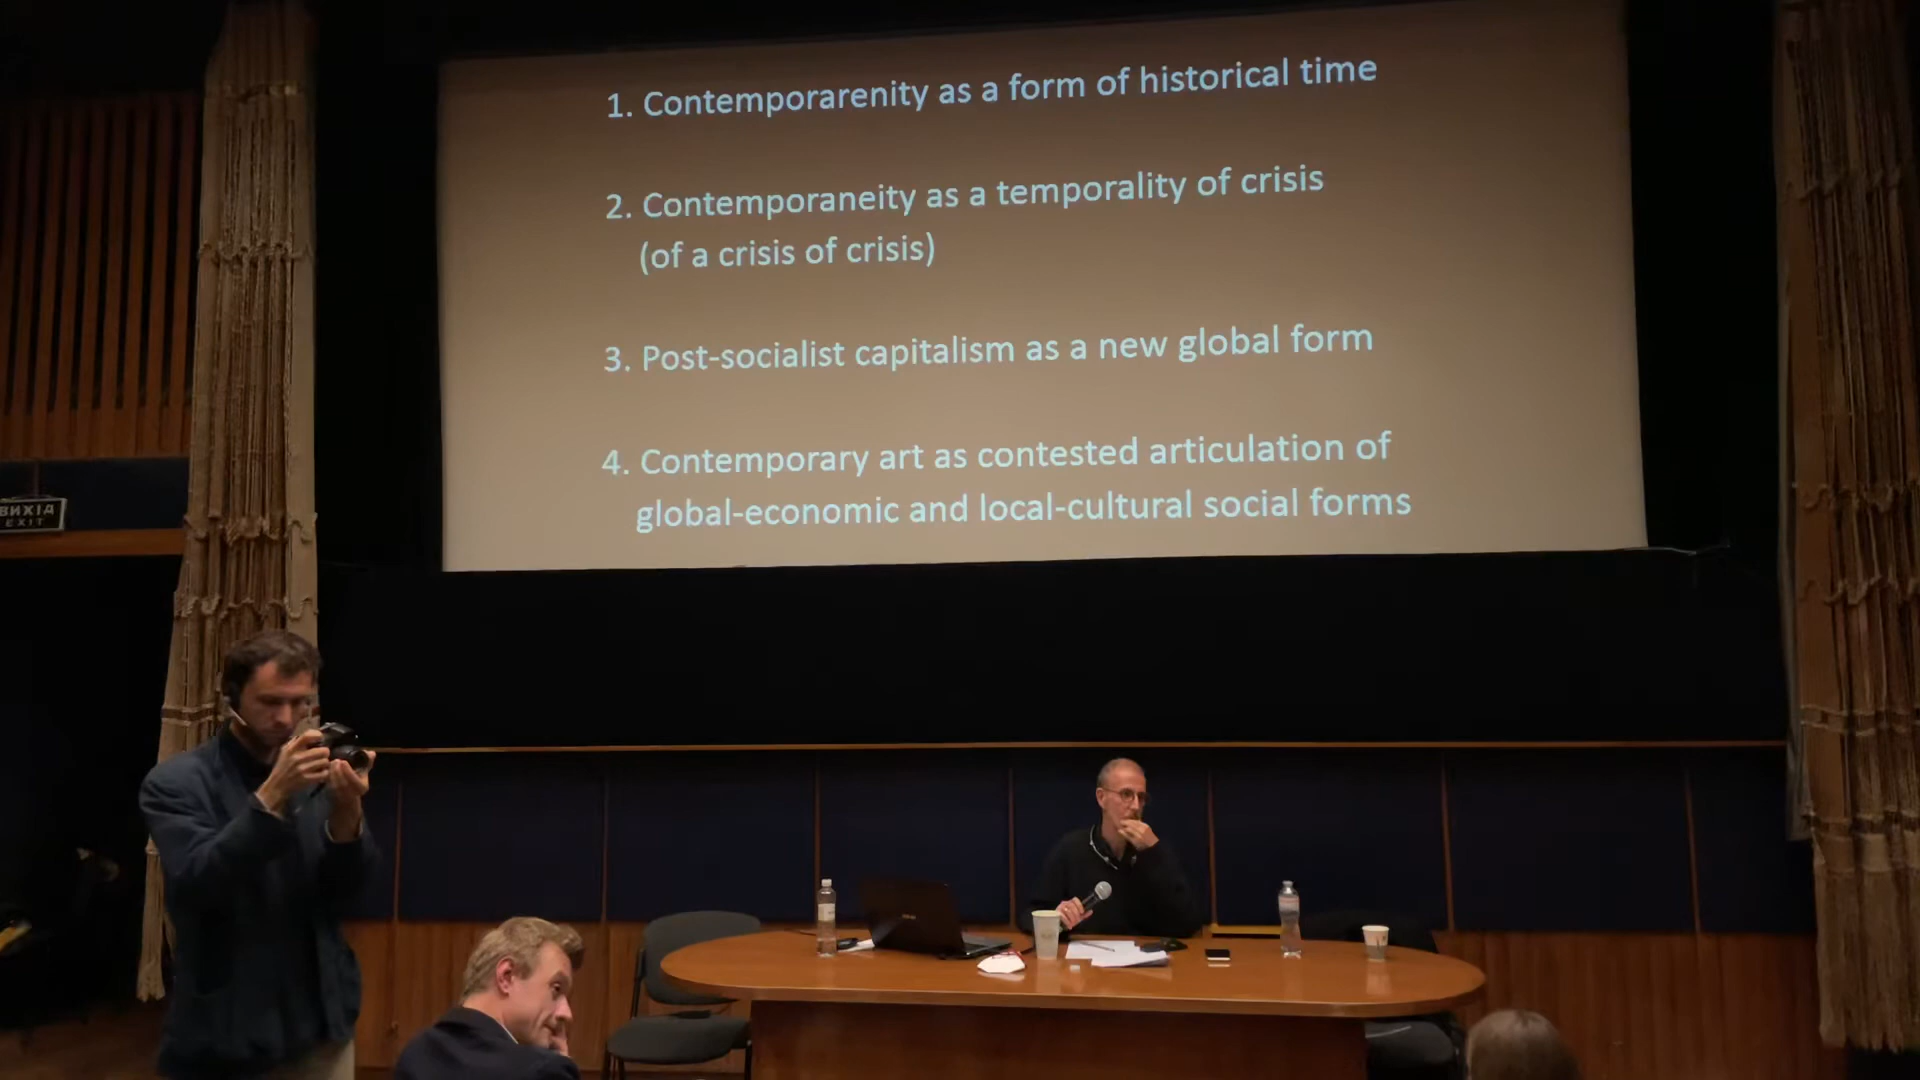 1. Contemporarenity as a form of historical time
2. Contemporaneity as a temporality of crisis
(of a crisis of crisis)
3. Post-socialist capitalism as a new global form
4. Contemporary art as contested articulation of
global-economic and local-cultural social forms
ВИХІД
EXIT